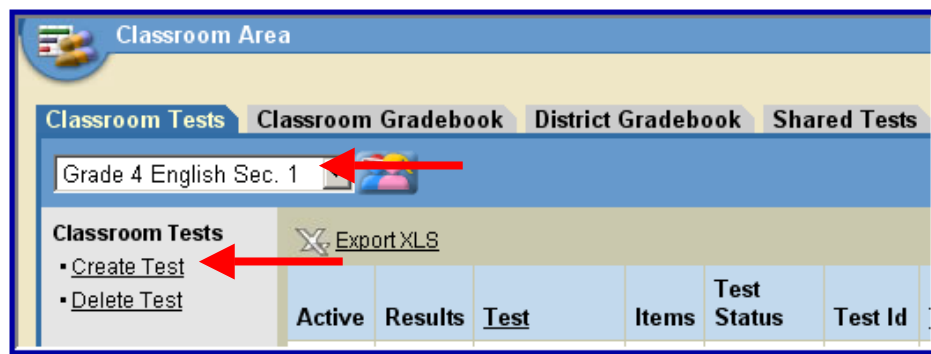 Classroom Area
Classroom Tests Classroom Gradebook District Gradebook Shared Tests
Grade 4 English Sec. 1
Classroom Tests
▪ Create Test
▪ Delete Test
Export XLS
Active Results Test Items Test Status Test Id